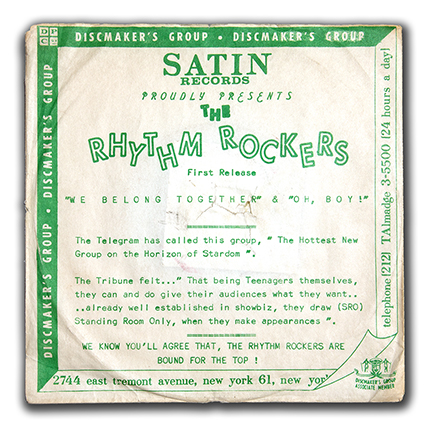 DISCMAKER'S GROUP • DISCMAKER'S GROUP
DISCMAKER'S GROUP • DISCMAKER'S GROUP
SATIN
RECORDS
PROUDLY PRESENTS
THE
RHYTHM ROCKERS
First Release
"WE BELONG TOGETHER" & "OH, BOY!"
The Telegram has called this group, " The Hottest New
Group on the Horizon of Stardom ".
The Tribune felt..." That being Teenagers themselves,
they can and do give their audiences what they want..
..already well established in showbiz, they draw (SRO)
Standing Room Only, when they make appearances ".
WE KNOW YOU'LL AGREE THAT, THE RHYTHM ROCKERS ARE
BOUND FOR THE TOP !
telephone (212) TAlmadge 3-5500 (24 hours a day)
2744 east tremont avenue, new york 61, new york
DISCMAKER'S GROUP
ASSOCIATE MEMBER